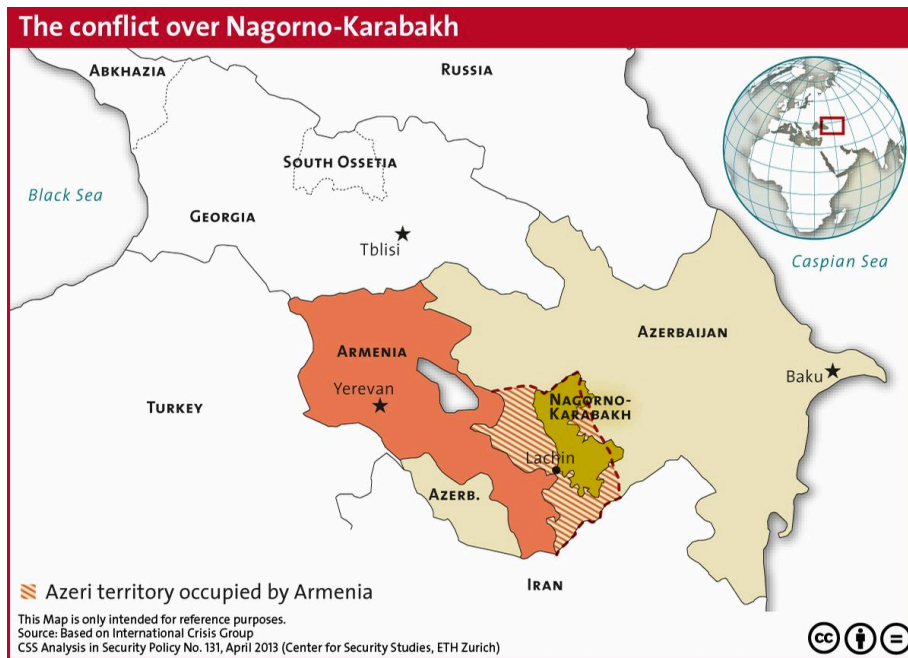 The conflict over Nagorno-Karabakh
ABKHAZIA
RUSSIA
SOUTH OSSETIA
Black Sea
GEORGIA
Tblisi
Caspian Sea
AZERBAIJAN
ARMENIA
Baku
Yerevan
NAGORNO-
KARABAKH
TURKEY
Lachin
AZERB.
IRAN
Azeri territory occupied by Armenia
This Map is only intended for reference purposes.
Source: Based on International Crisis Group
CSS Analysis in Security Policy No. 131, April 2013 (Center for Security Studies, ETH Zurich)
cc